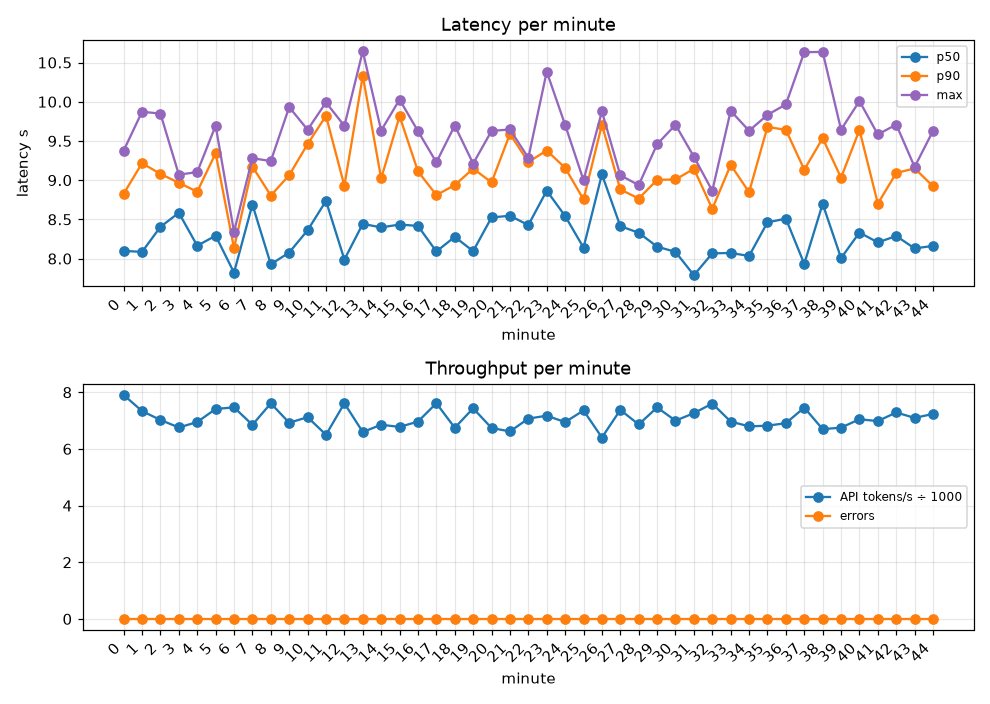 Latency per minute
latency s
10.5
10.0
9.5
9.0
8.5
8.0
p50
p90
max
0 1 2 3 4 5 6 7 8 9 10 11 12 13 14 15 16 17 18 19 20 21 22 23 24 25 26 27 28 29 30 31 32 33 34 35 36 37 38 39 40 41 42 43 44
minute
Throughput per minute
8
6
4
2
0
API tokens/s ÷ 1000
errors
0 1 2 3 4 5 6 7 8 9 10 11 12 13 14 15 16 17 18 19 20 21 22 23 24 25 26 27 28 29 30 31 32 33 34 35 36 37 38 39 40 41 42 43 44
minute